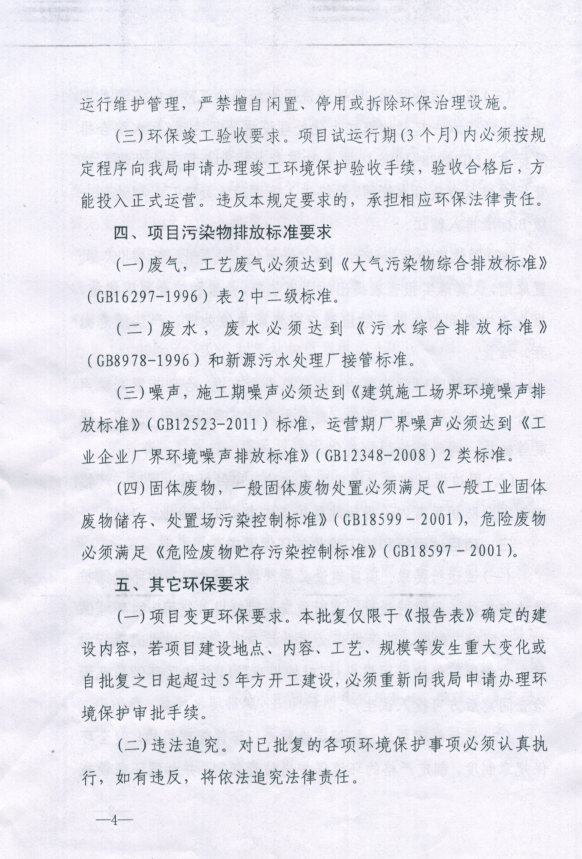 运行维护管理，严禁擅自闲置、停用或拆除环保治理设施。
(三)环保竣工验收要求。项目试运行期(3个月)内必须按规
定程序向我局申请办理竣工环境保护验收手续，验收合格后，方
能投入正式运营。违反本规定要求的，承担相应环保法律责任。
四、项目污染物排放标准要求
(一)废气，工艺废气必须达到《大气污染物综合排放标准》
(GB16297-1996)表2中二级标准。
(二)废水，废水必须达到《污水综合排放标准》
(GB8978-1996)和新源污水处理厂接管标准。
(三)噪声，施工期噪声必须达到《建筑施工场界环境噪声排
放标准》(GB12523-2011)标准，运营期厂界噪声必须达到《工
业企业厂界环境噪声排放标准》(GB12348-2008)2类标准。
(四)固体废物，一般固体废物处置必须满足《一般工业固体
废物储存、处置场污染控制标准》(GB18599－2001)，危险废物
必须满足《危险废物贮存污染控制标准》(GB18597－2001)。
五、其它环保要求
(一)项目变更环保要求。本批复仅限于《报告表》确定的建
设内容，若项目建设地点、内容、工艺、规模等发生重大变化或
自批复之日起超过5年方开工建设，必须重新向我局申请办理环
境保护审批手续。
(二)违法追究。对已批复的各项环境保护事项必须认真执
行，如有违反，将依法追究法律责任。
—4—